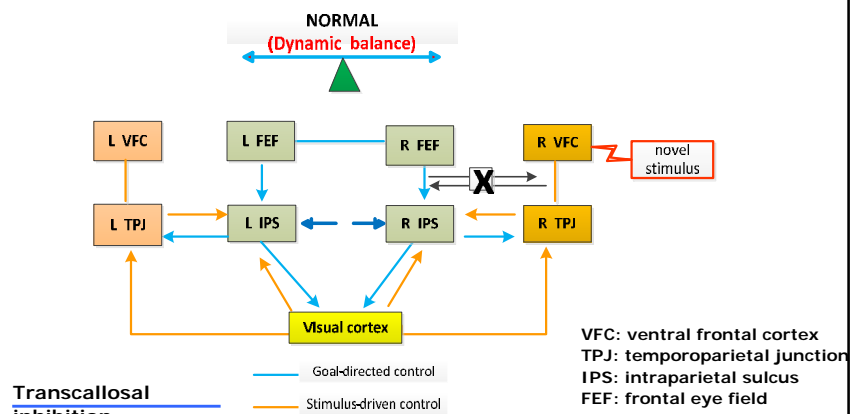 NORMAL
(Dynamic balance)
L VFC
L FEF
R FEF
R VFC
novel
stimulus
X
L TPJ
L IPS
R IPS
R TPJ
Visual cortex
VFC: ventral frontal cortex
TPJ: temporoparietal junction
IPS: intraparietal sulcus
FEF: frontal eye field
Goal-directed control
Stimulus-driven control
Transcallosal
inhibition